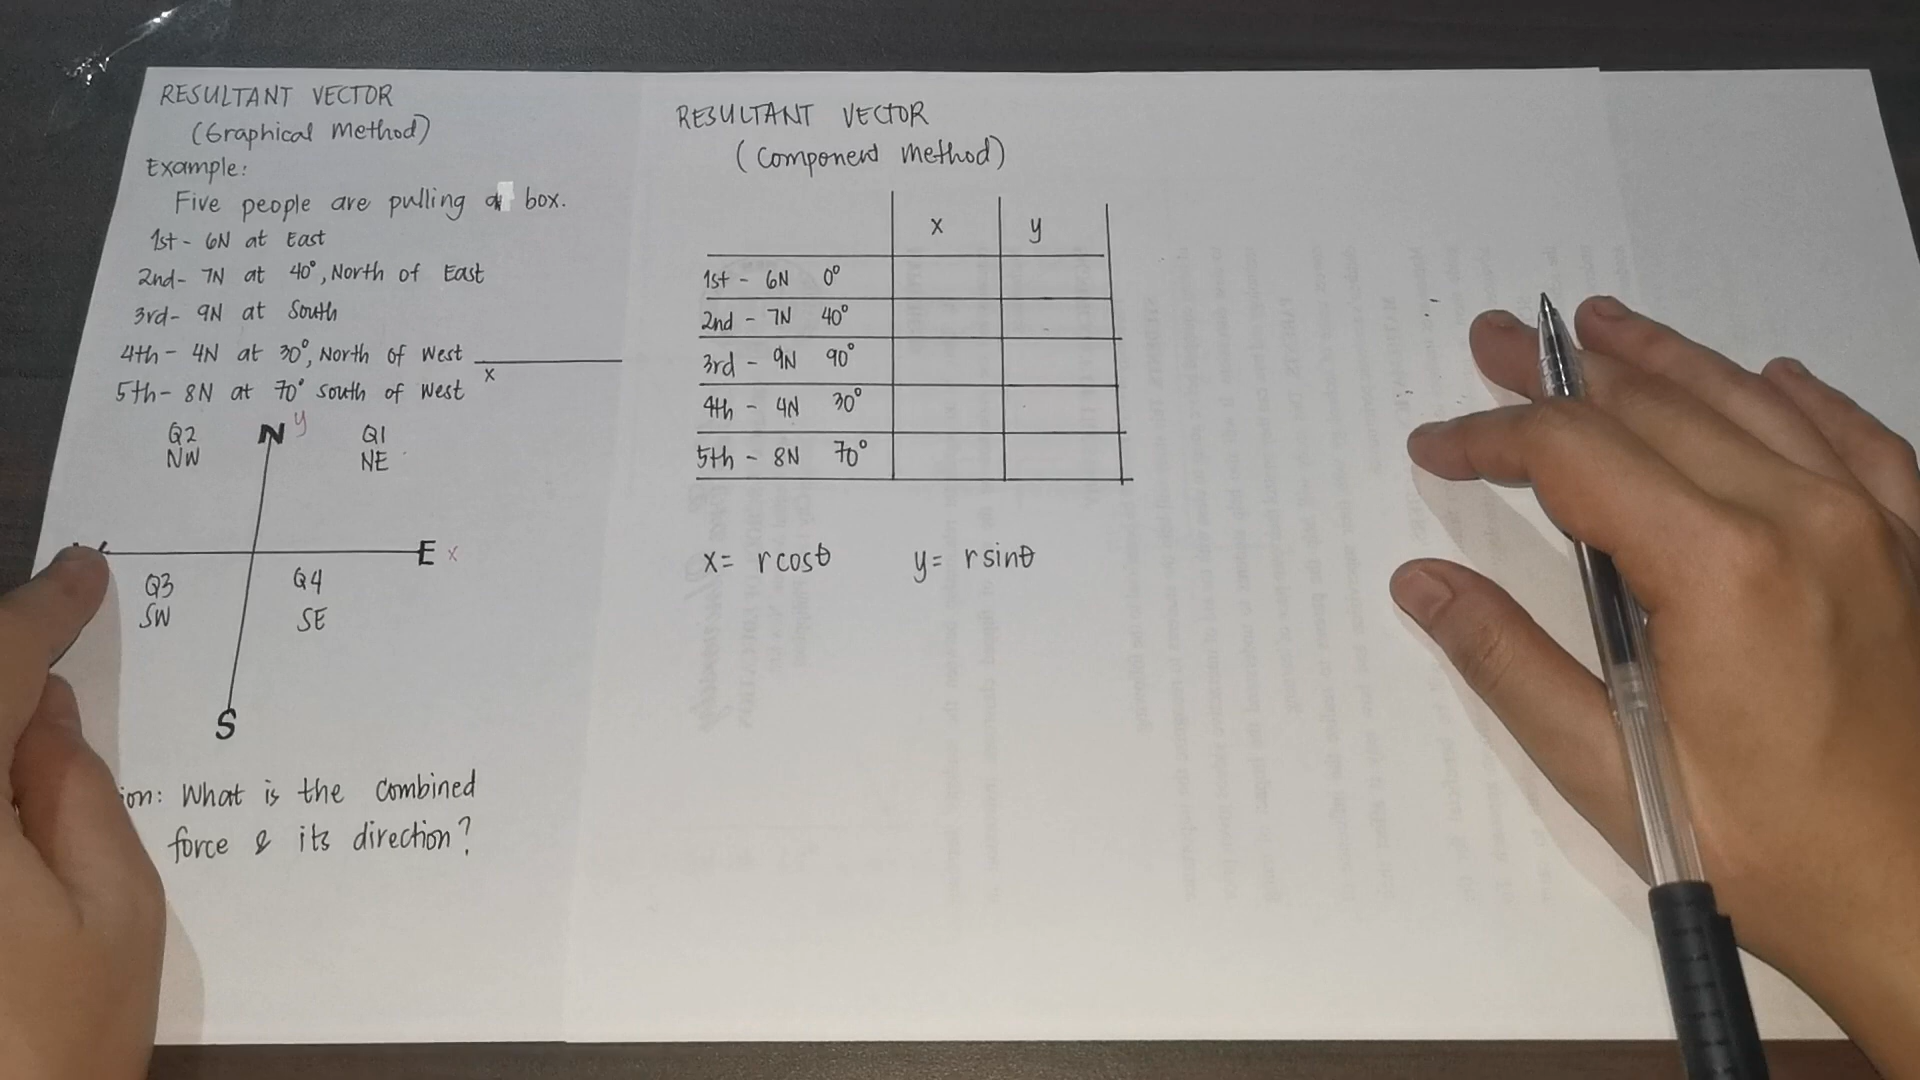 RESULTANT VECTOR
(Graphical Method)
Example:
Five people are pulling a box.
1st - 6N at East
2nd- 7N at 40°, North of East
3rd- 9N at South
4th- 4N at 30°, North of West
x
5th- 8N at 70° South of West
N y
Q2
NW
Q1
NE
E x
Q3
SW
Q4
SE
S
ion: What is the combined
force & its direction?
RESULTANT VECTOR
(Component Method)
x y
1st - 6N 0°
2nd - 7N 40°
3rd - 9N 90°
4th - 4N 30°
5th - 8N 70°
x= rcosθ y= rsinθ